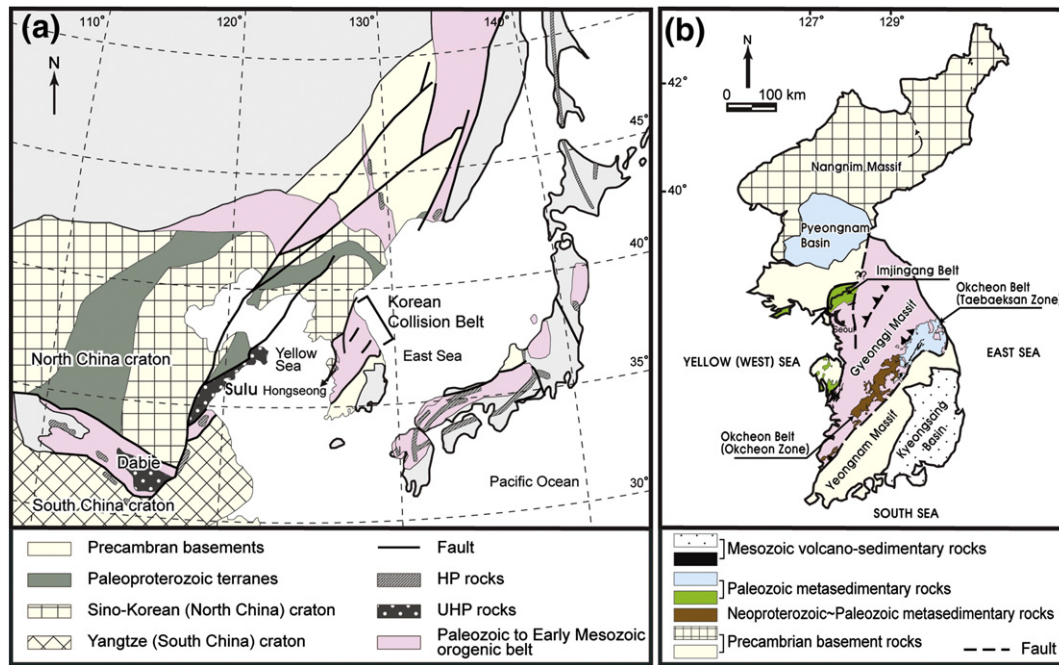 (a)
110°
120°
130°
140°
N
45°
40°
35°
30°
Korean
Collision Belt
North China craton
Yellow
Sea
East Sea
Sulu
Hongseong
Dabie
South China craton
Pacific Ocean
Precambran basements
Paleoproterozoic terranes
Sino-Korean (North China) craton
Yangtze (South China) craton
Fault
HP rocks
UHP rocks
Paleozoic to Early Mesozoic
orogenic belt
(b)
127°
129°
N
0
100 km
42°
40°
Nangnim Massif
Pyeongnam
Basin
??
Imjingang Belt
Okcheon Belt
(Taebaeksan Zone)
Seoul
Gyeonggi Massif
YELLOW (WEST) SEA
EAST SEA
Okcheon Belt
(Okcheon Zone)
Yeongnam Massif
Kyeongsang
Basin
SOUTH SEA
Mesozoic volcano-sedimentary rocks
Paleozoic metasedimentary rocks
Neoproterozoic~Paleozoic metasedimentary rocks
Precambrian basement rocks
Fault